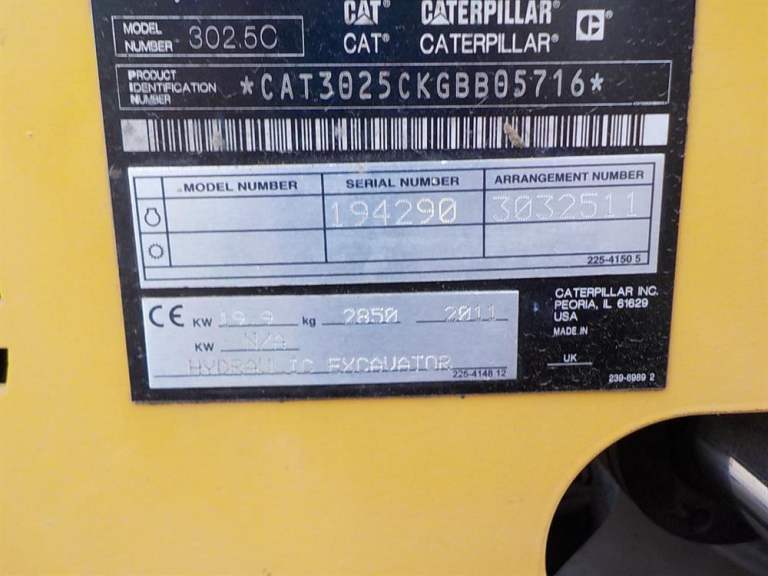 CAT® CATERPILLAR®
MODEL NUMBER 302.5C
CAT® CATERPILLAR®
PRODUCT IDENTIFICATION NUMBER *CAT3025CKGBB05716*
MODEL NUMBER SERIAL NUMBER ARRANGEMENT NUMBER
194290 3032511
225-4150 5
CE KW 19.9 kg 2850 2011
KW N/A
HYDRAULIC EXCAVATOR
225-4148 12
CATERPILLAR INC.
PEORIA, IL 61629
USA
MADE IN
UK
239-6989 2